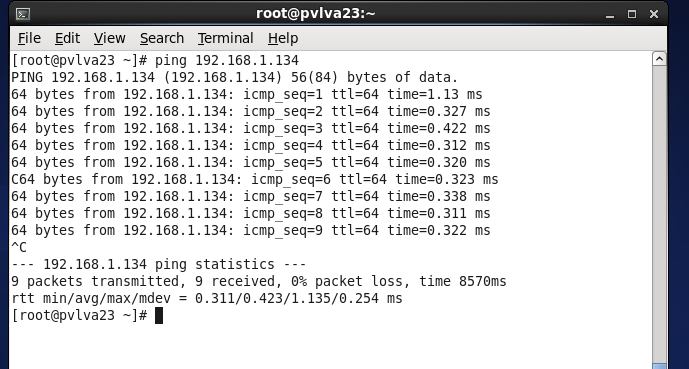 root@pvlva23:~
File Edit View Search Terminal Help
[root@pvlva23 ~]# ping 192.168.1.134
PING 192.168.1.134 (192.168.1.134) 56(84) bytes of data.
64 bytes from 192.168.1.134: icmp_seq=1 ttl=64 time=1.13 ms
64 bytes from 192.168.1.134: icmp_seq=2 ttl=64 time=0.327 ms
64 bytes from 192.168.1.134: icmp_seq=3 ttl=64 time=0.422 ms
64 bytes from 192.168.1.134: icmp_seq=4 ttl=64 time=0.312 ms
64 bytes from 192.168.1.134: icmp_seq=5 ttl=64 time=0.320 ms
C64 bytes from 192.168.1.134: icmp_seq=6 ttl=64 time=0.323 ms
64 bytes from 192.168.1.134: icmp_seq=7 ttl=64 time=0.338 ms
64 bytes from 192.168.1.134: icmp_seq=8 ttl=64 time=0.311 ms
64 bytes from 192.168.1.134: icmp_seq=9 ttl=64 time=0.322 ms
^C
--- 192.168.1.134 ping statistics ---
9 packets transmitted, 9 received, 0% packet loss, time 8570ms
rtt min/avg/max/mdev = 0.311/0.423/1.135/0.254 ms
[root@pvlva23 ~]#